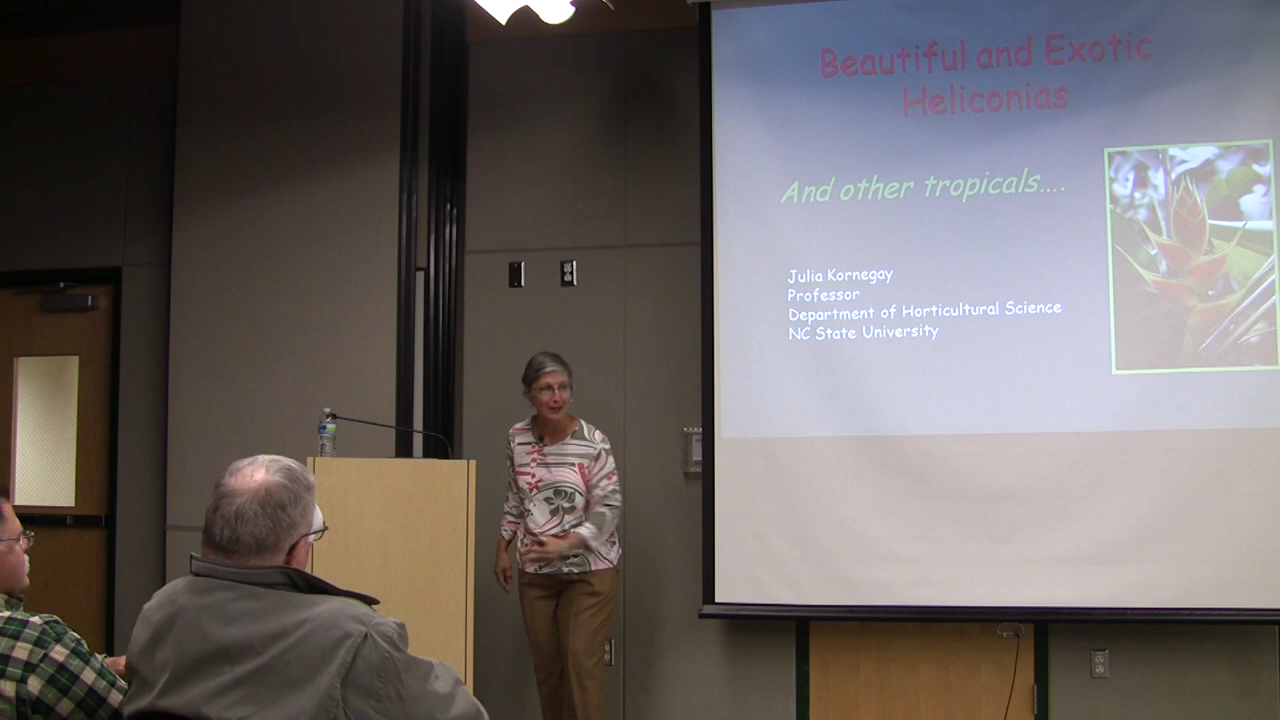 Beautiful and Exotic
Heliconias
And other tropicals....
Julia Kornegay
Professor
Department of Horticultural Science
NC State University